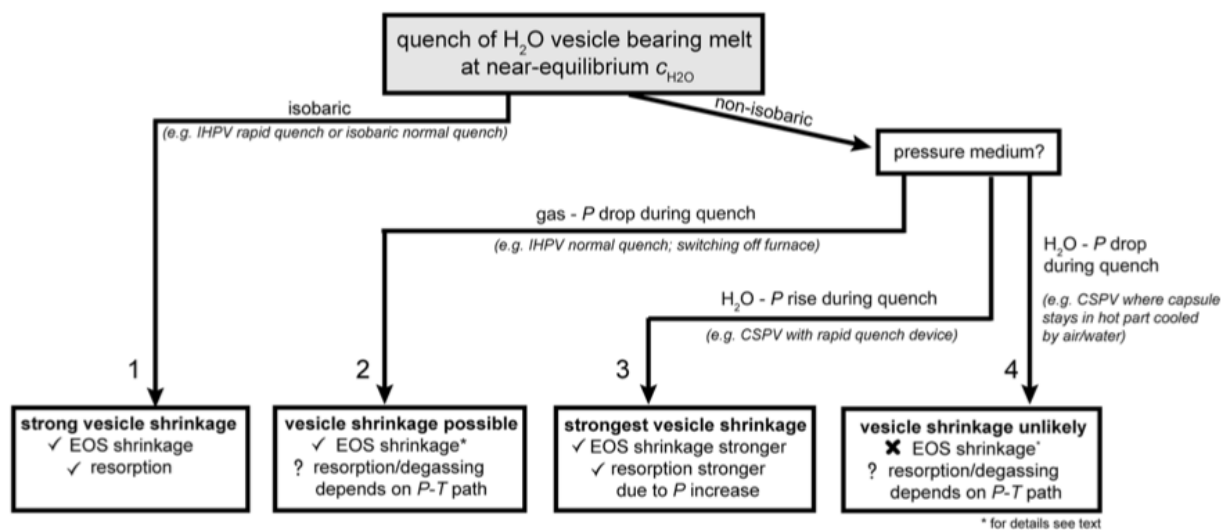 quench of H₂O vesicle bearing melt
at near-equilibrium c_H2O
isobaric
(e.g. IHPV rapid quench or isobaric normal quench)
non-isobaric
pressure medium?
gas - P drop during quench
(e.g. IHPV normal quench; switching off furnace)
H₂O - P rise during quench
(e.g. CSPV with rapid quench device)
H₂O - P drop
during quench
(e.g. CSPV where capsule
stays in hot part cooled
by air/water)
1
2
3
4
strong vesicle shrinkage
✓ EOS shrinkage
✓ resorption
vesicle shrinkage possible
✓ EOS shrinkage*
? resorption/degassing
depends on P-T path
strongest vesicle shrinkage
✓ EOS shrinkage stronger
✓ resorption stronger
due to P increase
vesicle shrinkage unlikely
✖ EOS shrinkage*
? resorption/degassing
depends on P-T path
* for details see text